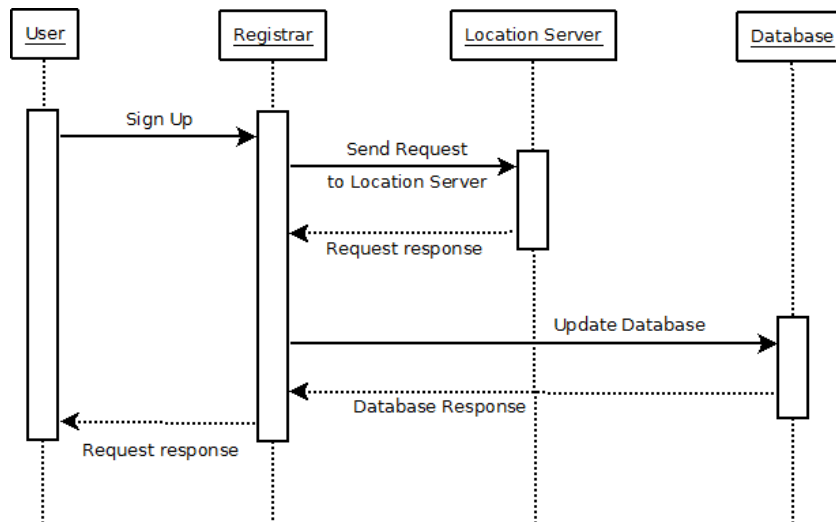 User
Registrar
Location Server
Database
Sign Up
Send Request
to Location Server
Request response
Update Database
Database Response
Request response